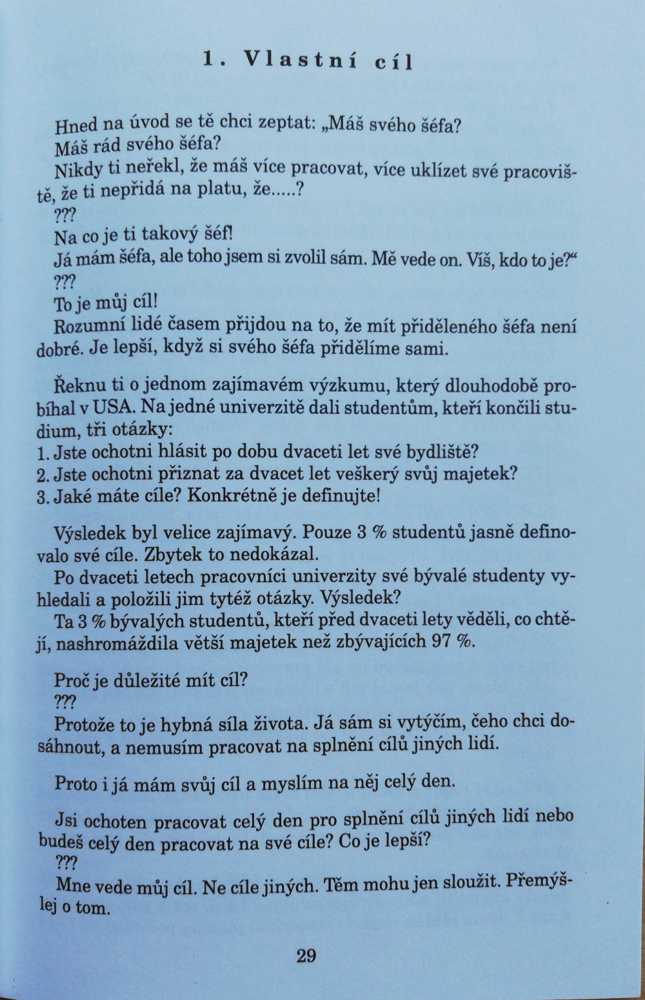 1. Vlastní cíl
Hned na úvod se tě chci zeptat: „Máš svého šéfa?
Máš rád svého šéfa?
Nikdy ti neřekl, že máš více pracovat, více uklízet své pracoviš-
tě, že ti nepřidá na platu, že.....?
???
Na co je ti takový šéf!
Já mám šéfa, ale toho jsem si zvolil sám. Mě vede on. Víš, kdo to je?“
???
To je můj cíl!
Rozumní lidé časem přijdou na to, že mít přiděleného šéfa není
dobré. Je lepší, když si svého šéfa přidělíme sami.
Řeknu ti o jednom zajímavém výzkumu, který dlouhodobě pro-
bíhal v USA. Na jedné univerzitě dali studentům, kteří končili stu-
dium, tři otázky:
1. Jste ochotni hlásit po dobu dvaceti let své bydliště?
2. Jste ochotni přiznat za dvacet let veškerý svůj majetek?
3. Jaké máte cíle? Konkrétně je definujte!
Výsledek byl velice zajímavý. Pouze 3 % studentů jasně defino-
valo své cíle. Zbytek to nedokázal.
Po dvaceti letech pracovníci univerzity své bývalé studenty vy-
hledali a položili jim tytéž otázky. Výsledek?
Ta 3 % bývalých studentů, kteří před dvaceti lety věděli, co chtě-
jí, nashromáždila větší majetek než zbývajících 97 %.
Proč je důležité mít cíl?
???
Protože to je hybná síla života. Já sám si vytýčím, čeho chci do-
sáhnout, a nemusím pracovat na splnění cílů jiných lidí.
Proto i já mám svůj cíl a myslím na něj celý den.
Jsi ochoten pracovat celý den pro splnění cílů jiných lidí nebo
budeš celý den pracovat na své cíle? Co je lepší?
???
Mne vede můj cíl. Ne cíle jiných. Těm mohu jen sloužit. Přemýš-
lej o tom.
29